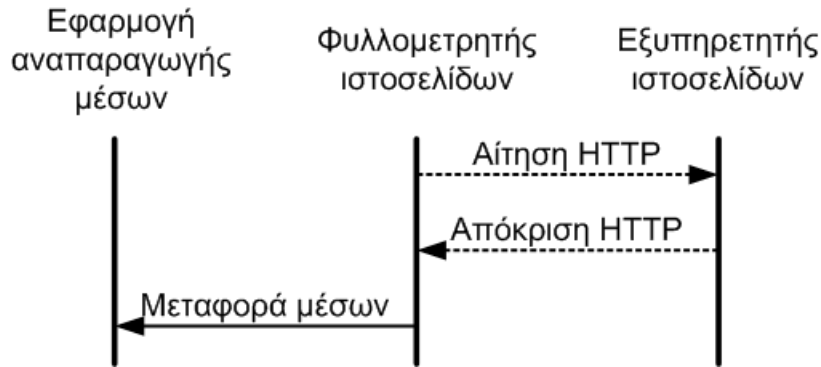 Εφαρμογή
αναπαραγωγής
μέσων
Φυλλομετρητής
ιστοσελίδων
Εξυπηρετητής
ιστοσελίδων
Αίτηση HTTP
Απόκριση HTTP
Μεταφορά μέσων